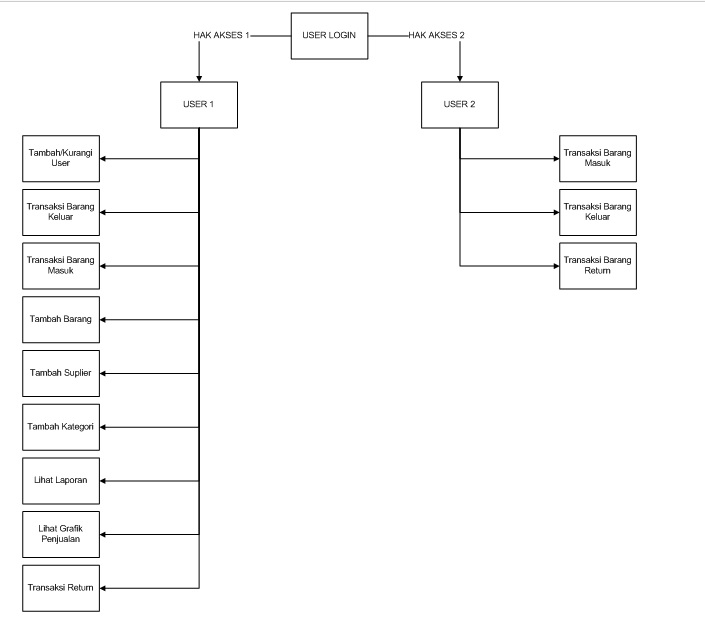 HAK AKSES 1
USER LOGIN
HAK AKSES 2
USER 1
USER 2
Tambah/Kurangi
User
Transaksi Barang
Keluar
Transaksi Barang
Masuk
Tambah Barang
Tambah Suplier
Tambah Kategori
Lihat Laporan
Lihat Grafik
Penjualan
Transaksi Return
Transaksi Barang
Masuk
Transaksi Barang
Keluar
Transaksi Barang
Return